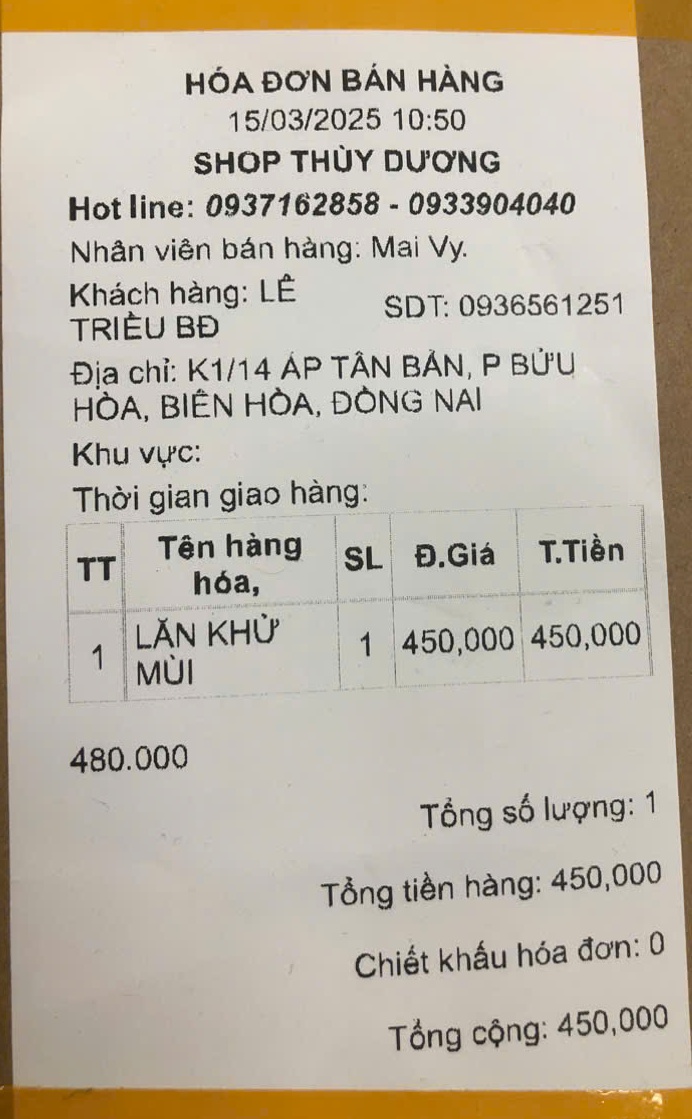 HÓA ĐƠN BÁN HÀNG
15/03/2025 10:50
SHOP THÙY DƯƠNG
Hot line: 0937162858 - 0933904040
Nhân viên bán hàng: Mai Vy.
Khách hàng: LÊ TRIỀU BĐ SDT: 0936561251
Địa chỉ: K1/14 ÁP TÂN BẢN, P BỬU
HÒA, BIÊN HÒA, ĐỒNG NAI
Khu vực:
Thời gian giao hàng:
TT Tên hàng hóa, SL Đ.Giá T.Tiền
1 LĂN KHỬ MÙI 1 450,000 450,000
480.000
Tổng số lượng: 1
Tổng tiền hàng: 450,000
Chiết khấu hóa đơn: 0
Tổng cộng: 450,000